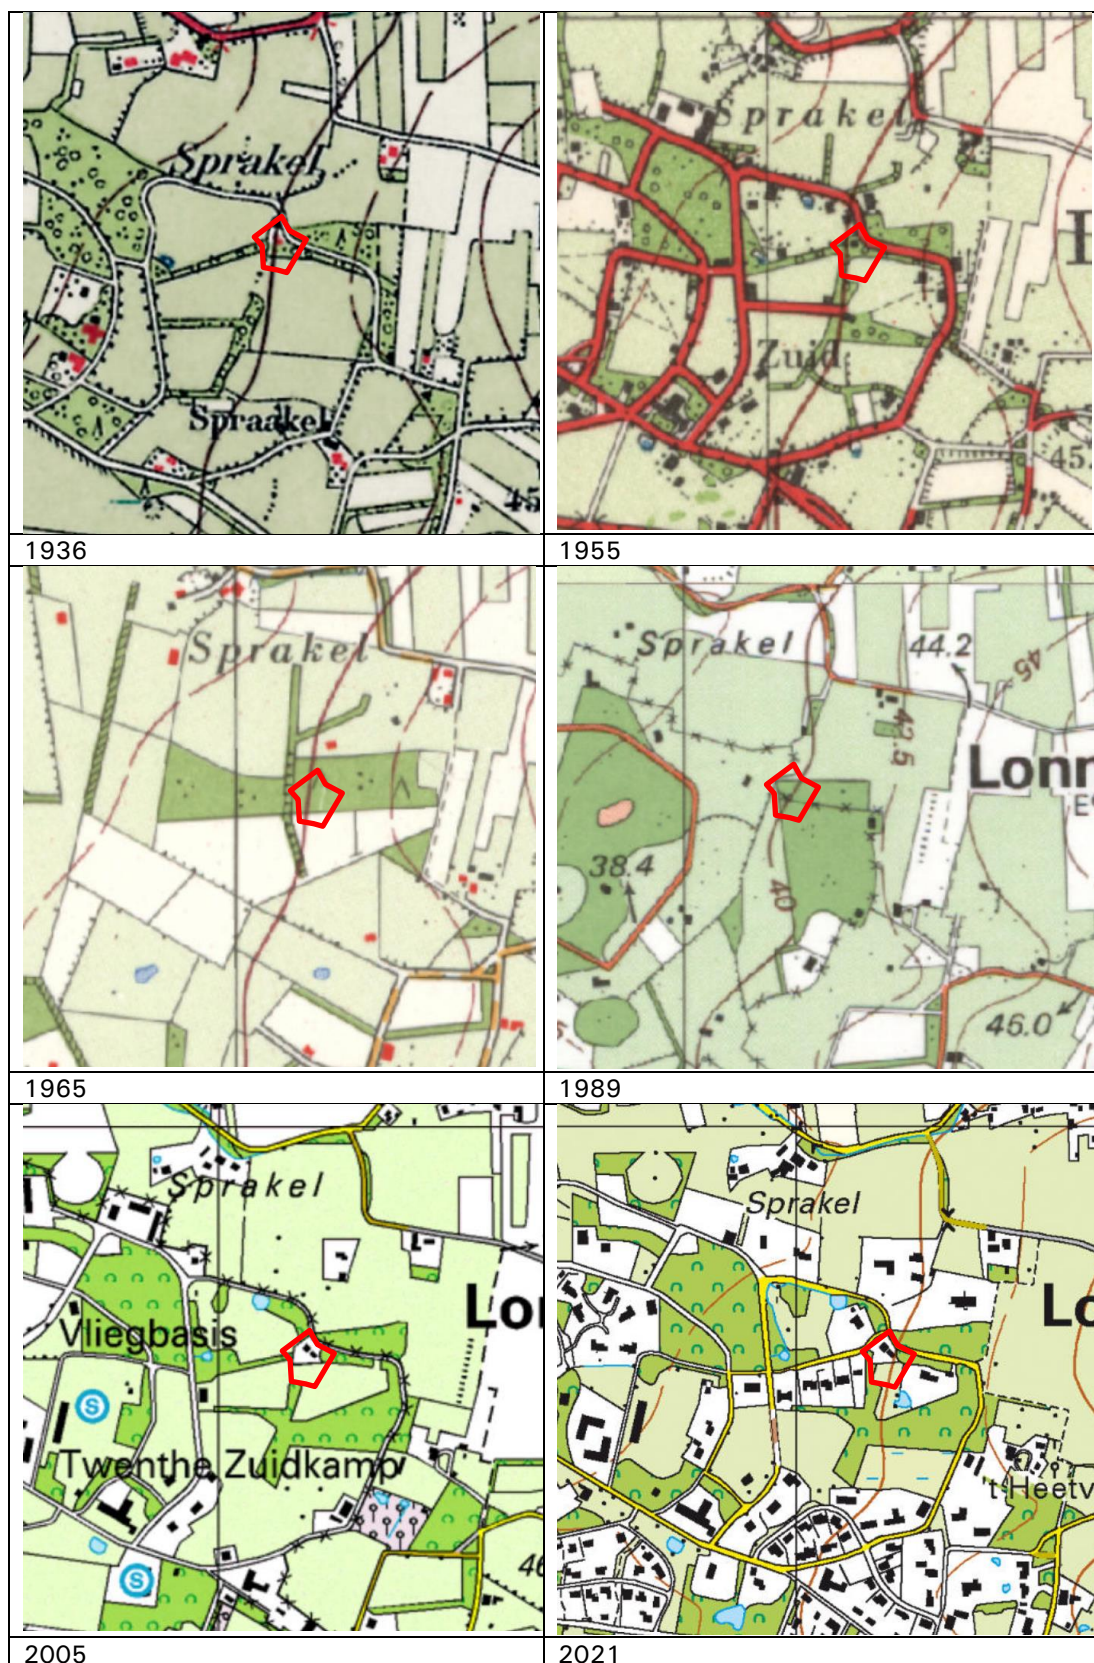 Sprakel
Spraakel
45
1936
Sprakel
Zuid
45.
1955
Sprakel
1965
Sprakel
44.2
45
42.5
Lonn
38.4
40
46.0
1989
Sprakel
Lon
Vliegbasis
S
Twenthe Zuidkamp
S
46
2005
Sprakel
Lo
't Heetv
2021